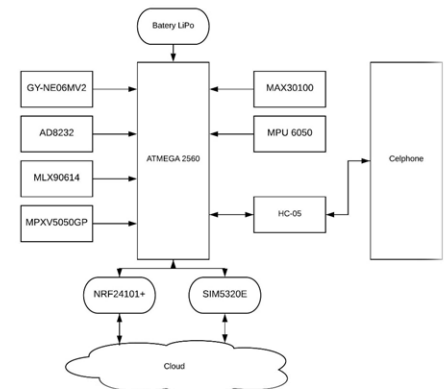 Batery LiPo
GY-NE06MV2
MAX30100
AD8232
MPU 6050
ATMEGA 2560
Celphone
MLX90614
MPXV5050GP
HC-05
NRF24101+
SIM5320E
Cloud